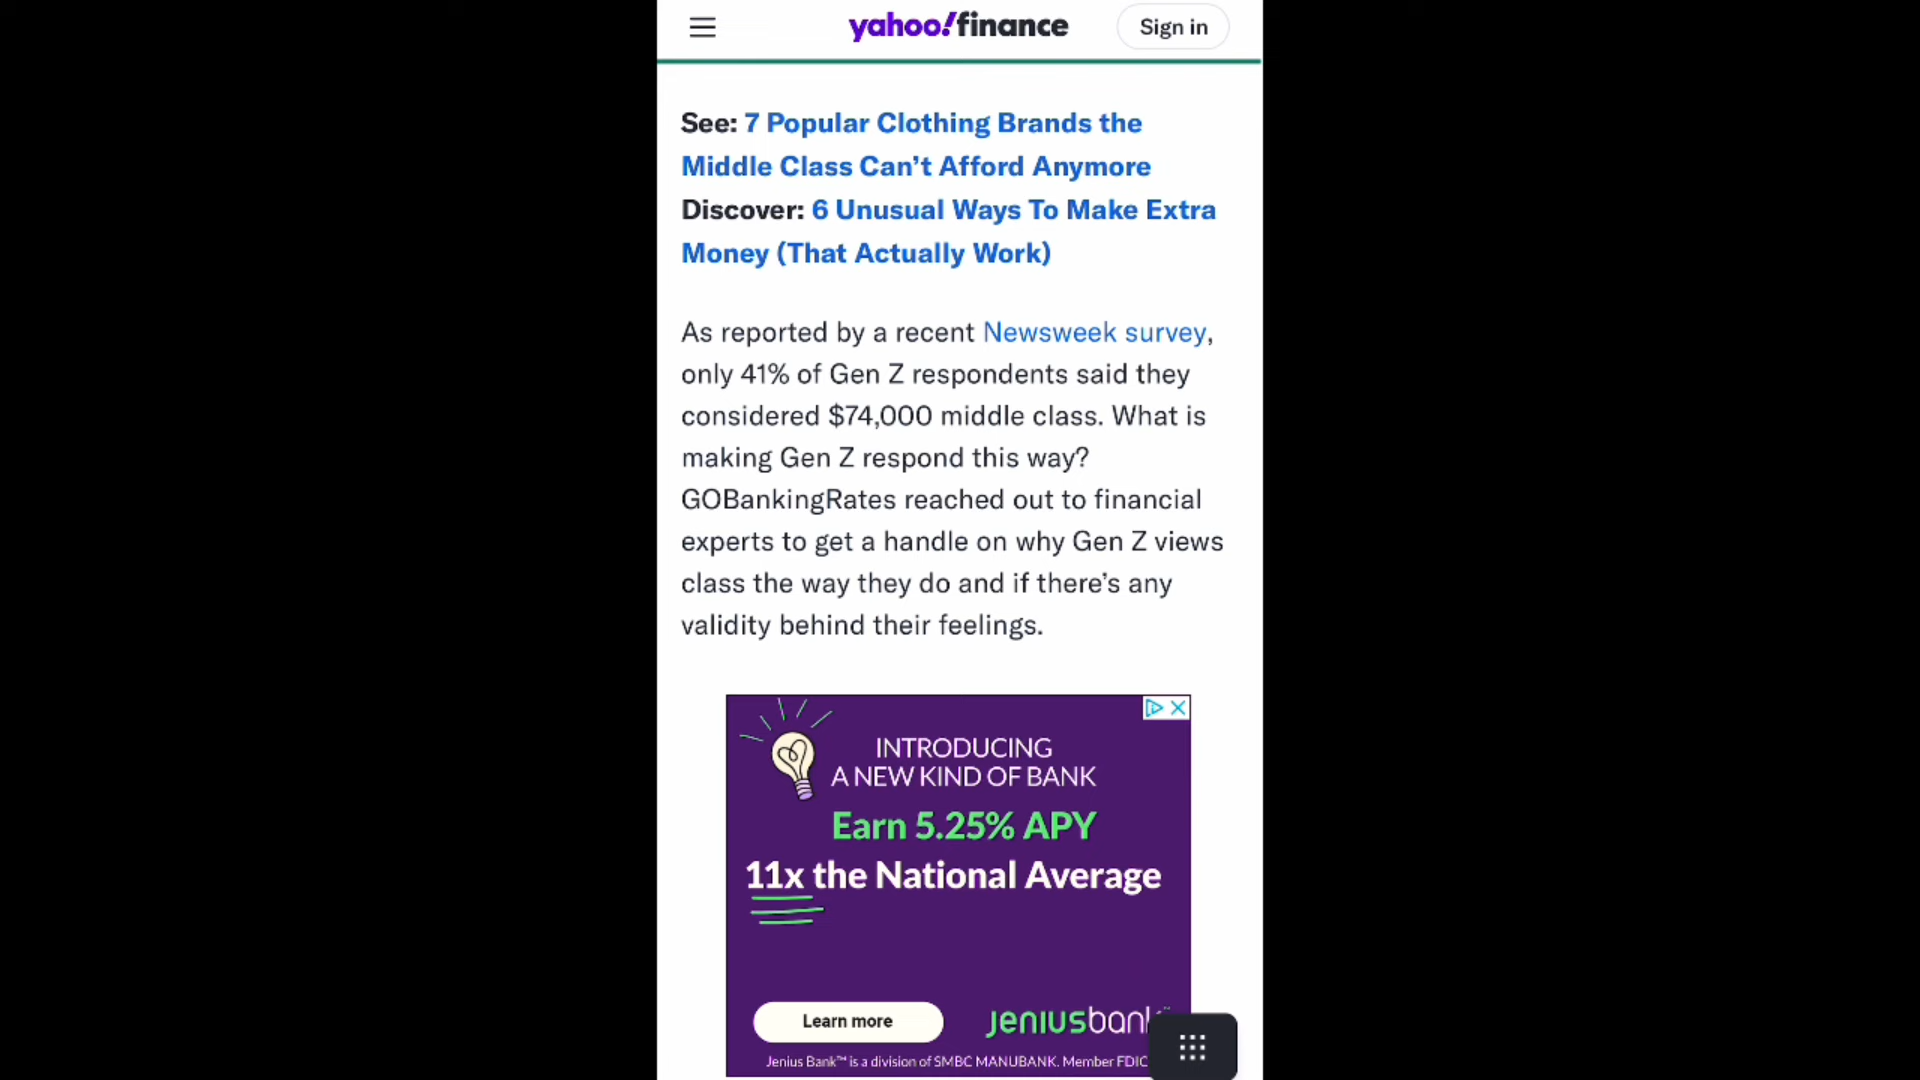 yahoo!finance
Sign in
See: 7 Popular Clothing Brands the
Middle Class Can’t Afford Anymore
Discover: 6 Unusual Ways To Make Extra
Money (That Actually Work)
As reported by a recent Newsweek survey,
only 41% of Gen Z respondents said they
considered $74,000 middle class. What is
making Gen Z respond this way?
GOBankingRates reached out to financial
experts to get a handle on why Gen Z views
class the way they do and if there’s any
validity behind their feelings.
INTRODUCING
A NEW KIND OF BANK
Earn 5.25% APY
11x the National Average
Learn more
jeniusbank
Jenius Bank™ is a division of SMBC MANUBANK. Member FDIC